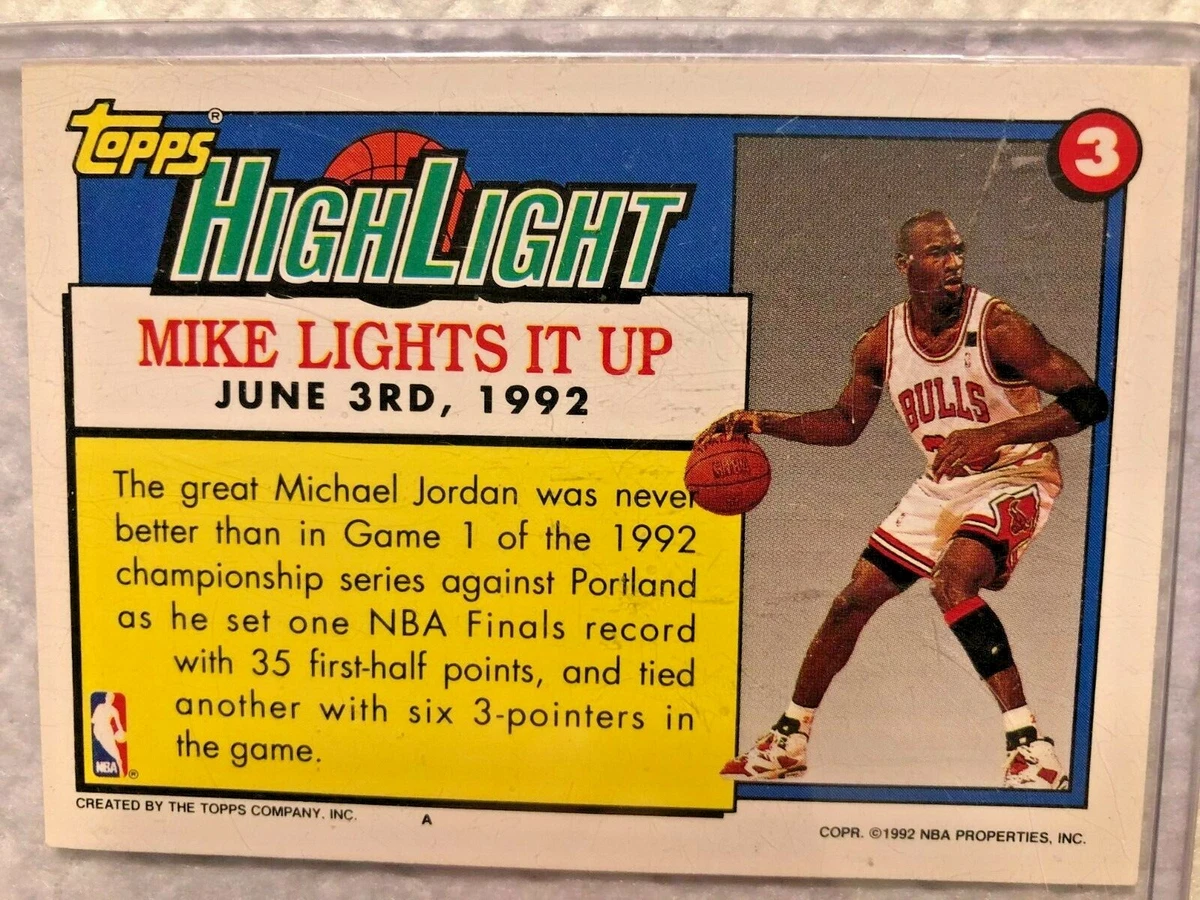 TOPPS®
HIGHLIGHT
3
MIKE LIGHTS IT UP
JUNE 3RD, 1992
The great Michael Jordan was never
better than in Game 1 of the 1992
championship series against Portland
as he set one NBA Finals record
with 35 first-half points, and tied
another with six 3-pointers in
the game.
BULLS
NBA ®
CREATED BY THE TOPPS COMPANY, INC. A
COPR. ©1992 NBA PROPERTIES, INC.